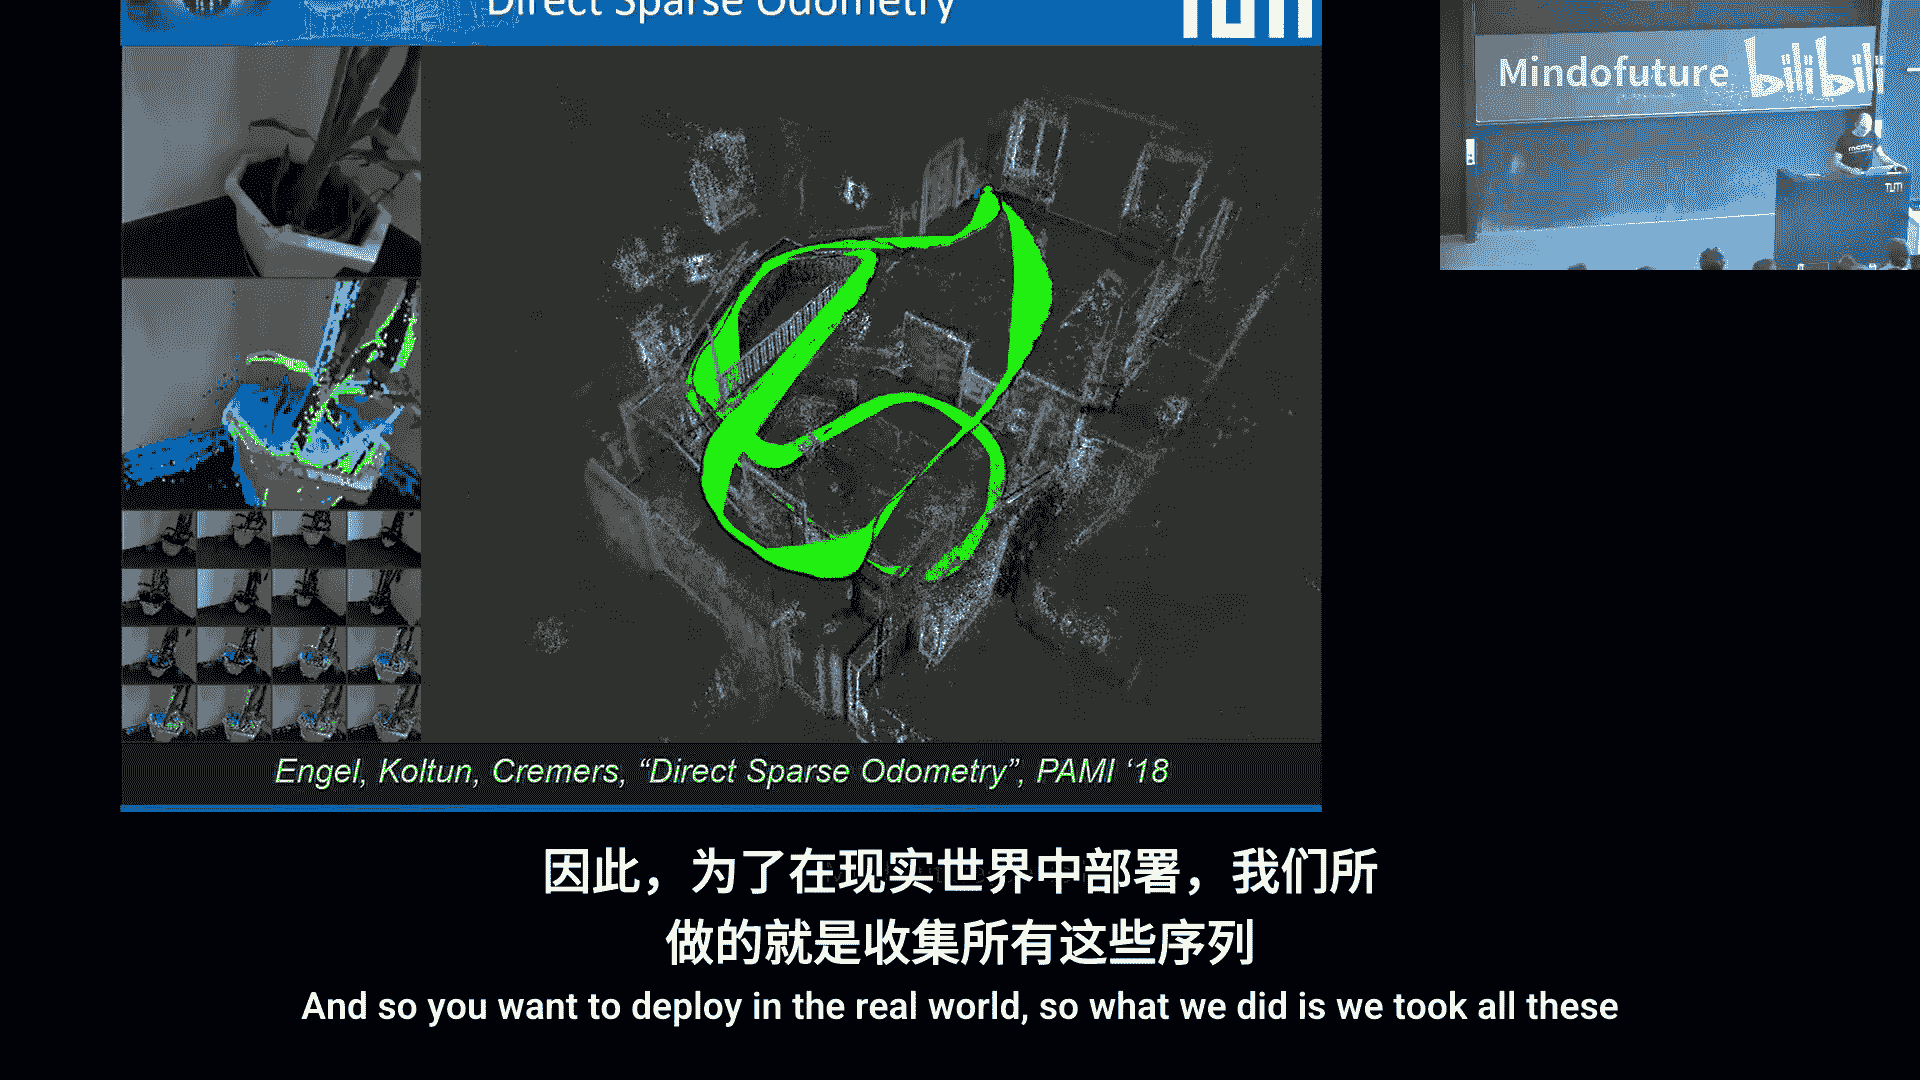 Direct Sparse Odometry
TUM
Mindofuture bilibili
TUM
Engel, Koltun, Cremers, “Direct Sparse Odometry”, PAMI ‘18
因此，为了在现实世界中部署，我们所
做的就是收集所有这些序列
And so you want to deploy in the real world, so what we did is we took all these